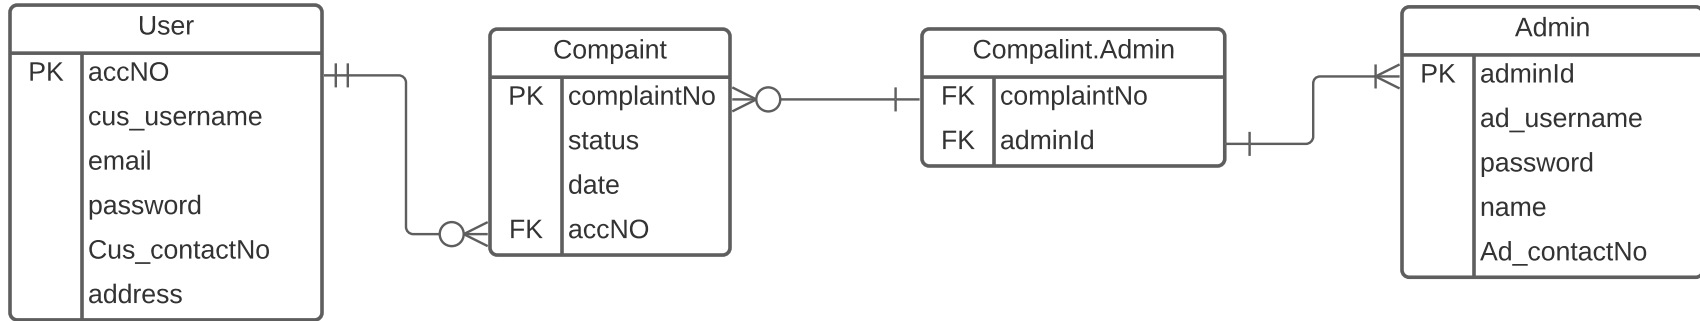 User
PK accNO
cus_username
email
password
Cus_contactNo
address
Compaint
PK complaintNo
status
date
FK accNO
Compalint.Admin
FK complaintNo
FK adminId
Admin
PK adminId
ad_username
password
name
Ad_contactNo